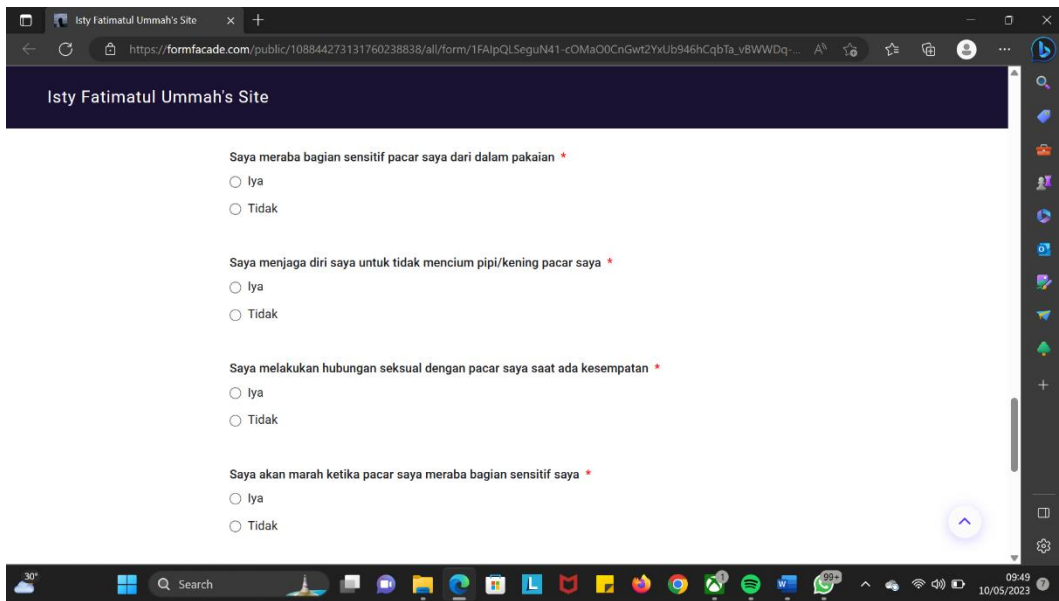 Isty Fatimatul Ummah's Site
https://formfacade.com/public/108844273131760238838/all/form/1FAIpQLSeguN41-cOMaO0CnGwt2YxUb946hCqbTa_vBWWDq-...
Isty Fatimatul Ummah's Site
Saya meraba bagian sensitif pacar saya dari dalam pakaian *
Iya
Tidak
Saya menjaga diri saya untuk tidak mencium pipi/kening pacar saya *
Iya
Tidak
Saya melakukan hubungan seksual dengan pacar saya saat ada kesempatan *
Iya
Tidak
Saya akan marah ketika pacar saya meraba bagian sensitif saya *
Iya
Tidak
30°
Search
L
W
1
99+
09:49
10/05/2023
7